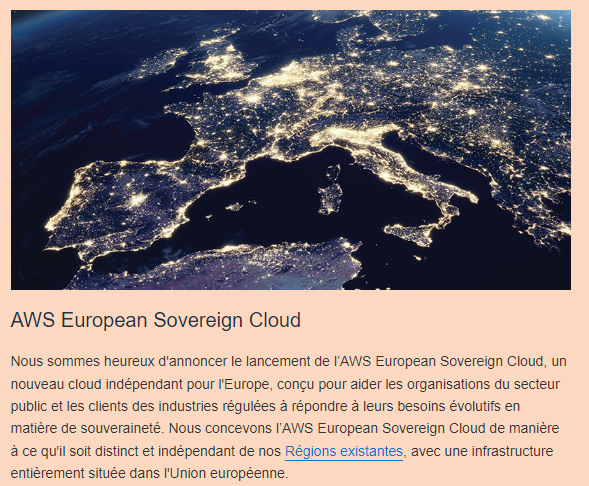 AWS European Sovereign Cloud
Nous sommes heureux d'annoncer le lancement de l’AWS European Sovereign Cloud, un
nouveau cloud indépendant pour l'Europe, conçu pour aider les organisations du secteur
public et les clients des industries régulées à répondre à leurs besoins évolutifs en
matière de souveraineté. Nous concevons l’AWS European Sovereign Cloud de manière
à ce qu'il soit distinct et indépendant de nos Régions existantes, avec une infrastructure
entièrement située dans l'Union européenne.